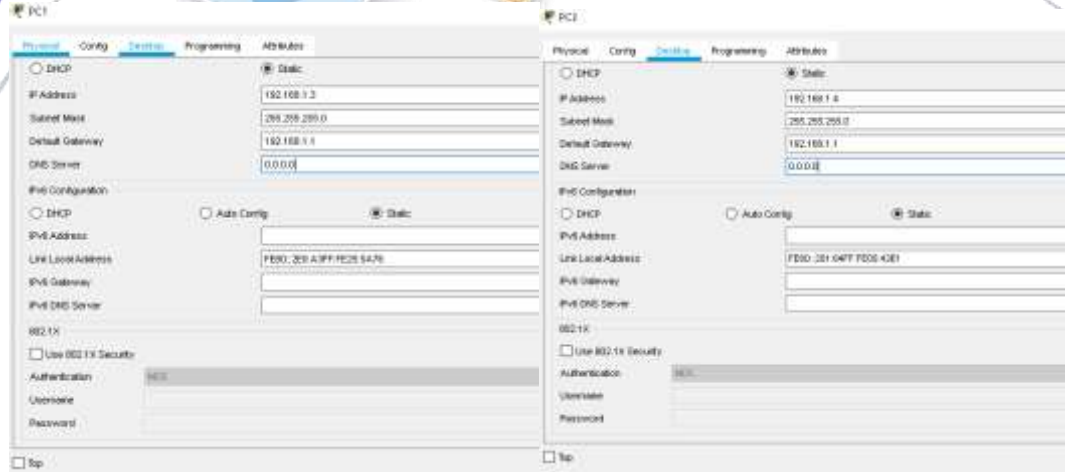 PC1
Physical Config Desktop Programming Attributes
DHCP Static
IP Address 192.168.1.3
Subnet Mask 255.255.255.0
Default Gateway 192.168.1.1
DNS Server 0.0.0.0
IPv6 Configuration
DHCP Auto Config Static
IPv6 Address
Link Local Address
IPv6 Gateway
IPv6 DNS Server
802.1X
Use 802.1X Security
Authentication MD5
Username
Password
Top
PC2
Physical Config Desktop Programming Attributes
DHCP Static
IP Address 192.168.1.4
Subnet Mask 255.255.255.0
Default Gateway 192.168.1.1
DNS Server 0.0.0.0
IPv6 Configuration
DHCP Auto Config Static
IPv6 Address
Link Local Address
IPv6 Gateway
IPv6 DNS Server
802.1X
Use 802.1X Security
Authentication MD5
Username
Password
Top